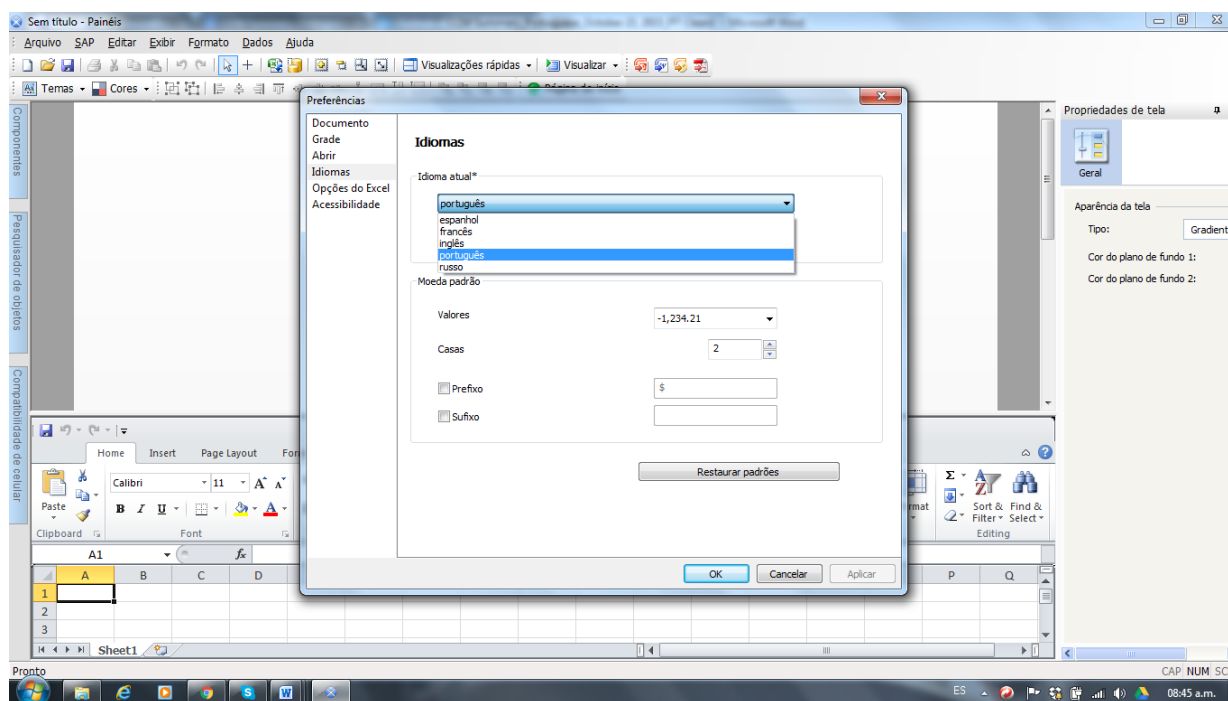 Sem título - Painéis
Arquivo SAP Editar Exibir Formato Dados Ajuda
Visualizações rápidas Visualizar
Temas Cores
Preferências
Documento
Grade
Abrir
Idiomas
Opções do Excel
Acessibilidade
Idiomas
Idioma atual*
português
espanhol
francês
inglês
português
russo
Moeda padrão
Valores -1,234.21
Casas 2
Prefixo $
Sufixo
Restaurar padrões
OK Cancelar Aplicar
Componentes
Pesquisador de objetos
Compatibilidade de celular
Propriedades de tela
Geral
Aparência da tela
Tipo: Gradient
Cor do plano de fundo 1:
Cor do plano de fundo 2:
Home Insert Page Layout
Calibri 11 A A
Paste B I U A
Clipboard Font
Σ
Sort & Find &
Filter Select
Editing
A1 fx
A B C D P Q
1
2
3
Sheet1
Pronto CAP NUM SC
ES 08:45 a.m.